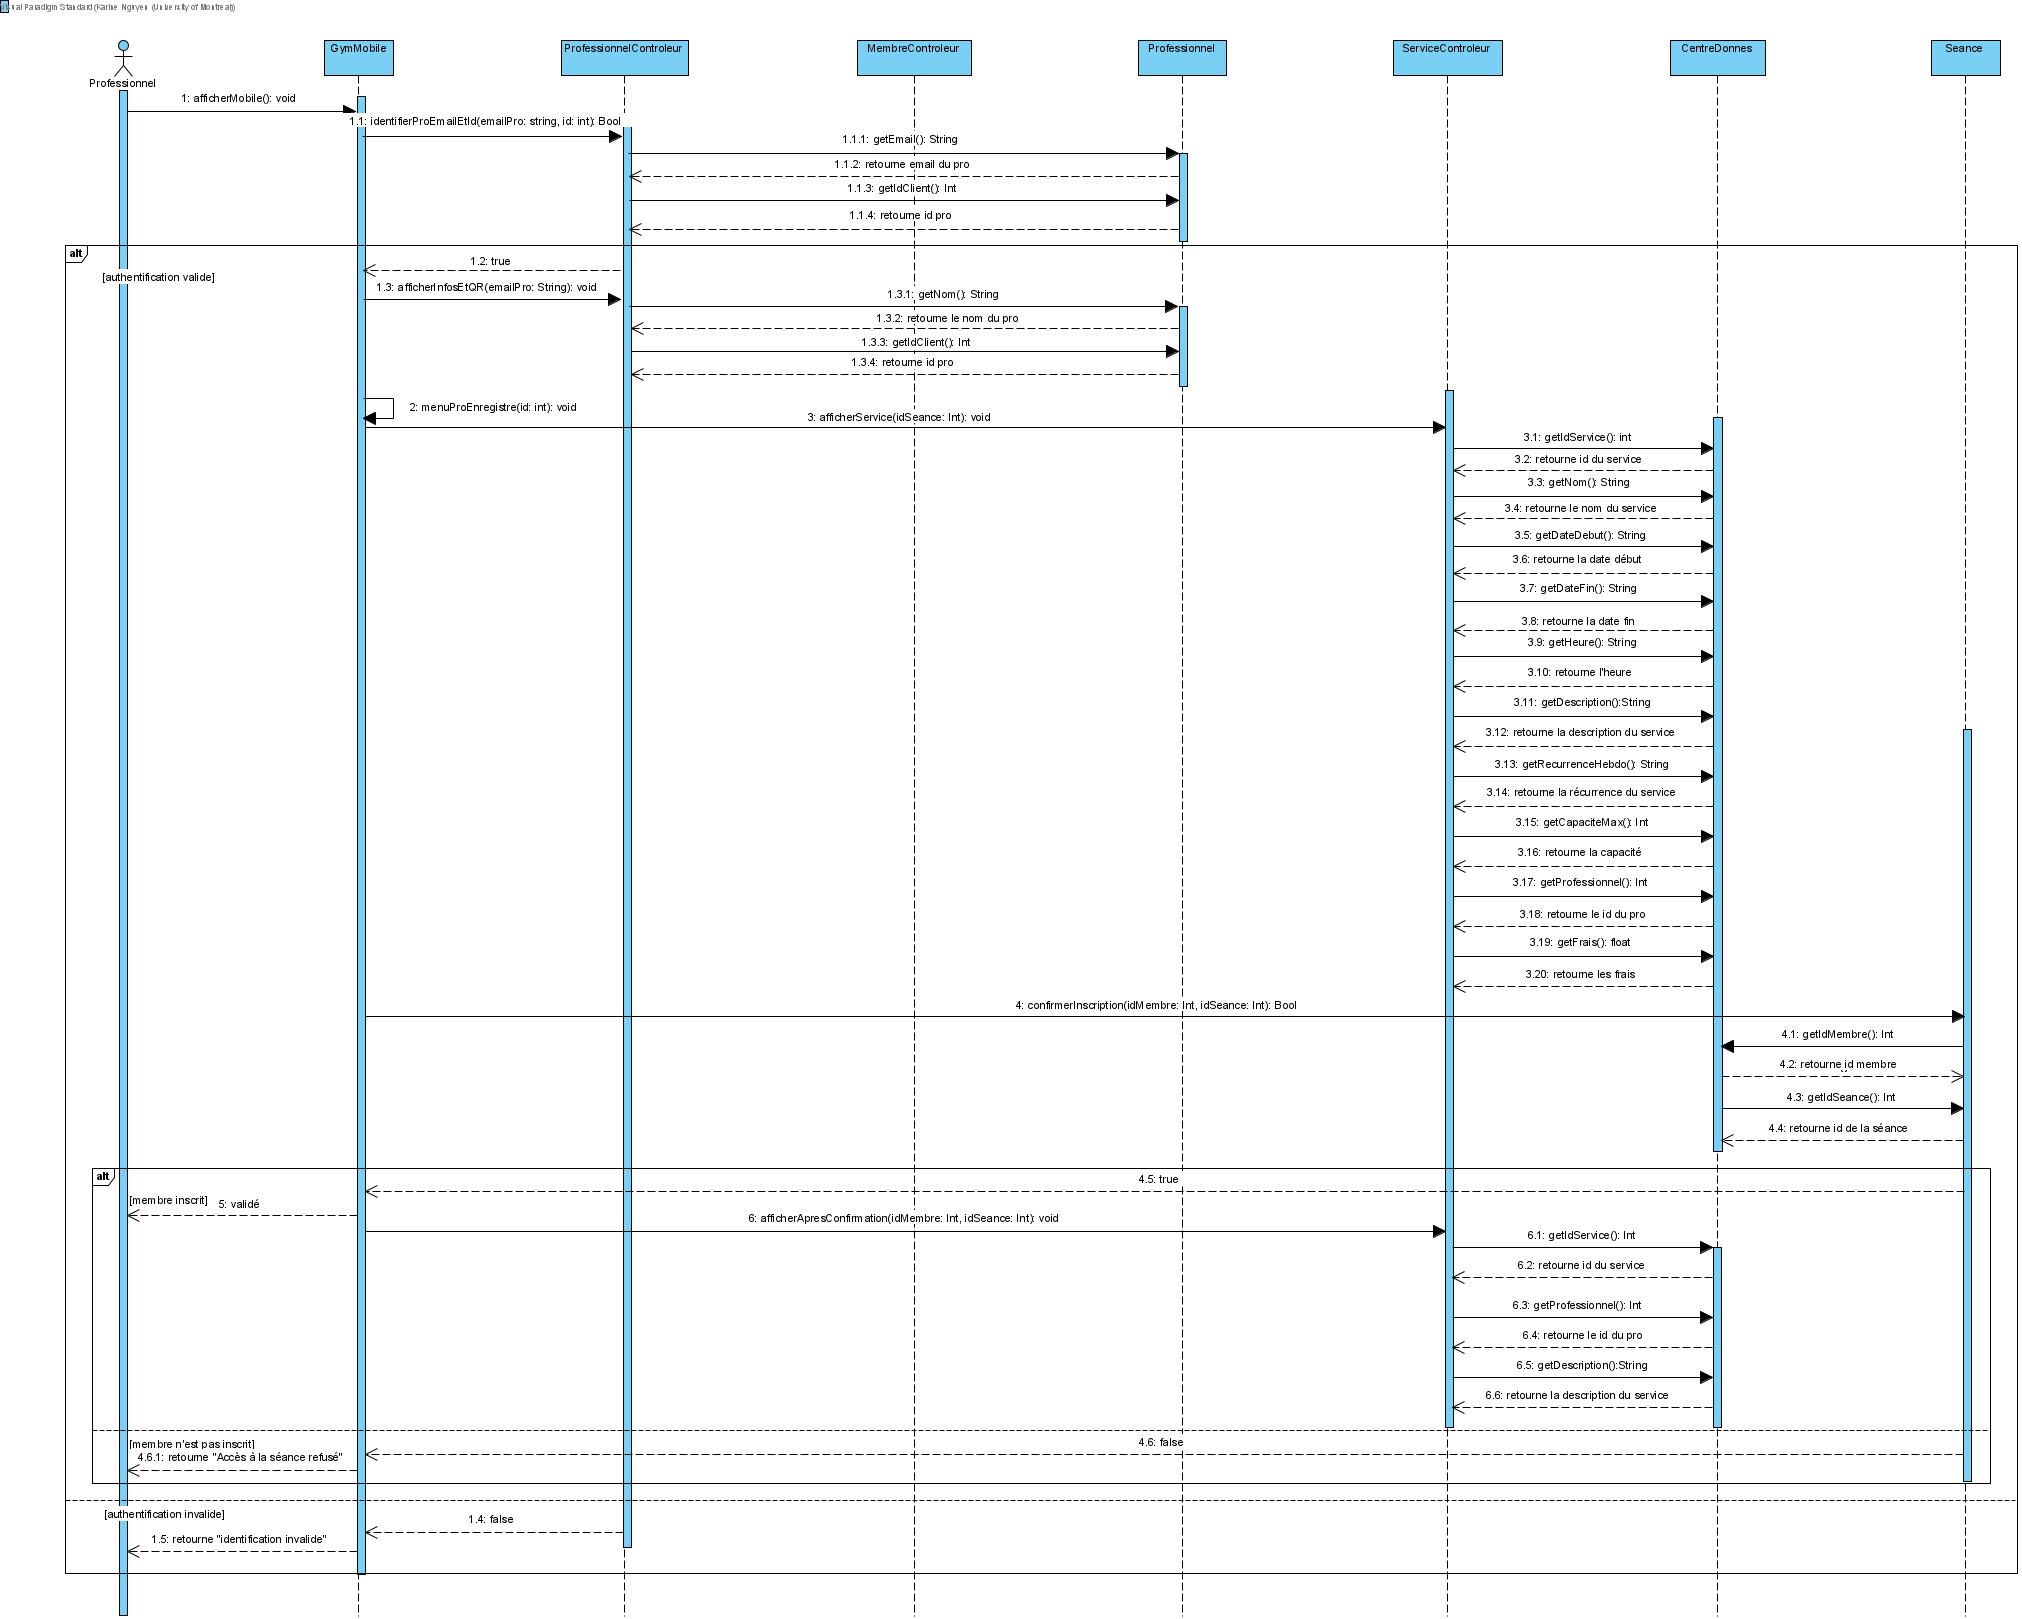 Visual Paradigm Standard (Karine Nguyen (University of Montreal))
Professionnel
GymMobile
ProfessionnelControleur
MembreControleur
Professionnel
ServiceControleur
CentreDonnes
Seance
1: afficherMobile(): void
1.1: identifierProEmailEtId(emailPro: string, id: int): Bool
1.1.1: getEmail(): String
1.1.2: retourne email du pro
1.1.3: getIdClient(): Int
1.1.4: retourne id pro
alt
[authentification valide]
1.2: true
1.3: afficherInfosEtQR(emailPro: String): void
1.3.1: getNom(): String
1.3.2: retourne le nom du pro
1.3.3: getIdClient(): Int
1.3.4: retourne id pro
2: menuProEnregistre(id: int): void
3: afficherService(idSeance: Int): void
3.1: getIdService(): int
3.2: retourne id du service
3.3: getNom(): String
3.4: retourne le nom du service
3.5: getDateDebut(): String
3.6: retourne la date début
3.7: getDateFin(): String
3.8: retourne la date fin
3.9: getHeure(): String
3.10: retourne l'heure
3.11: getDescription():String
3.12: retourne la description du service
3.13: getRecurrenceHebdo(): String
3.14: retourne la récurrence du service
3.15: getCapaciteMax(): Int
3.16: retourne la capacité
3.17: getProfessionnel(): Int
3.18: retourne le id du pro
3.19: getFrais(): float
3.20: retourne les frais
4: confirmerInscription(idMembre: Int, idSeance: Int): Bool
4.1: getIdMembre(): Int
4.2: retourne id membre
4.3: getIdSeance(): Int
4.4: retourne id de la séance
alt
4.5: true
[membre inscrit]
5: validé
6: afficherApresConfirmation(idMembre: Int, idSeance: Int): void
6.1: getIdService(): Int
6.2: retourne id du service
6.3: getProfessionnel(): Int
6.4: retourne le id du pro
6.5: getDescription():String
6.6: retourne la description du service
[membre n'est pas inscrit]
4.6: false
4.6.1: retourne "Accès à la séance refusé"
[authentification invalide]
1.4: false
1.5: retourne "identification invalide"